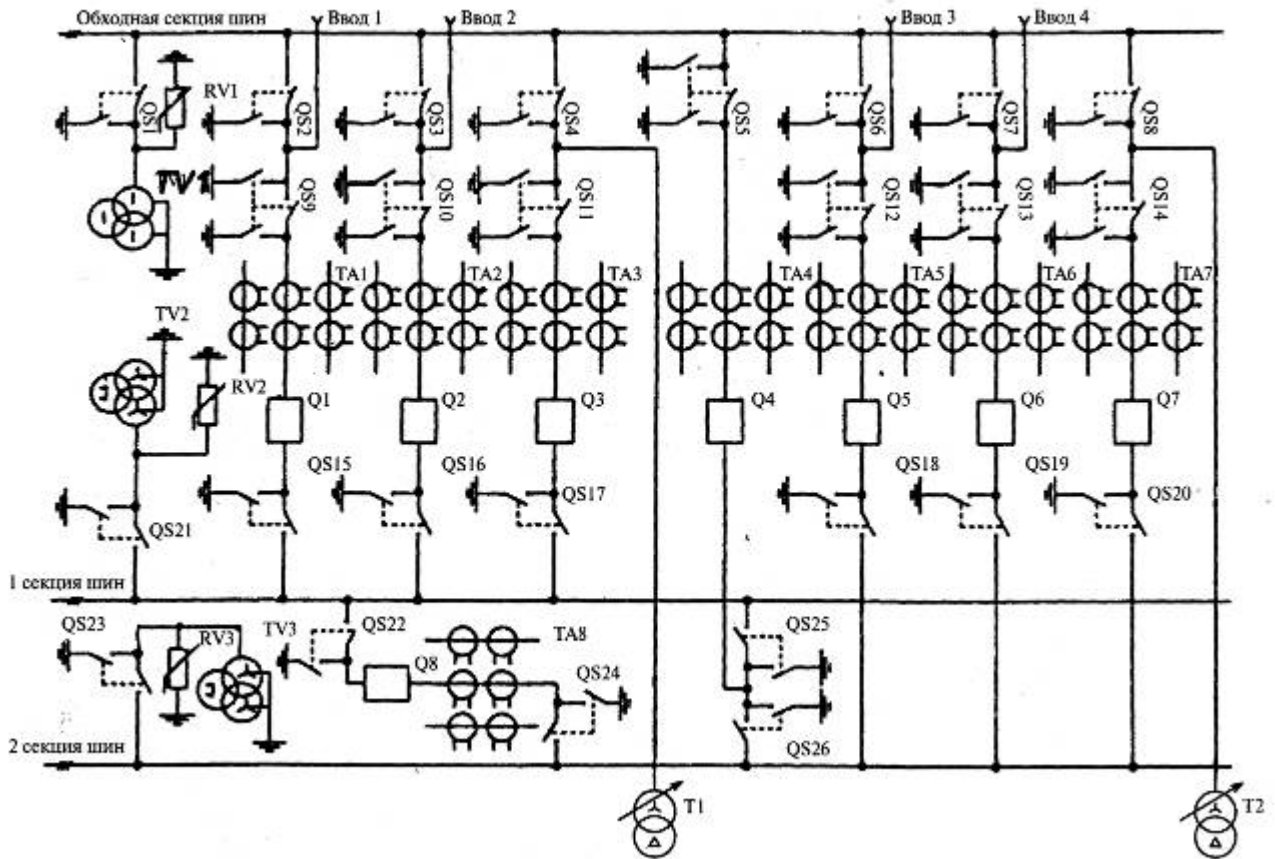 Обходная секция шин
Ввод 1
Ввод 2
Ввод 3
Ввод 4
RV1
QS1
QS2
QS3
QS4
QS5
QS6
QS7
QS8
TV1
QS9
QS10
QS11
QS12
QS13
QS14
TA1
TA2
TA3
TA4
TA5
TA6
TA7
TV2
RV2
Q1
Q2
Q3
Q4
Q5
Q6
Q7
QS15
QS16
QS17
QS18
QS19
QS20
QS21
1 секция шин
QS23
RV3
TV3
QS22
Q8
TA8
QS24
QS25
2 секция шин
QS26
T1
T2